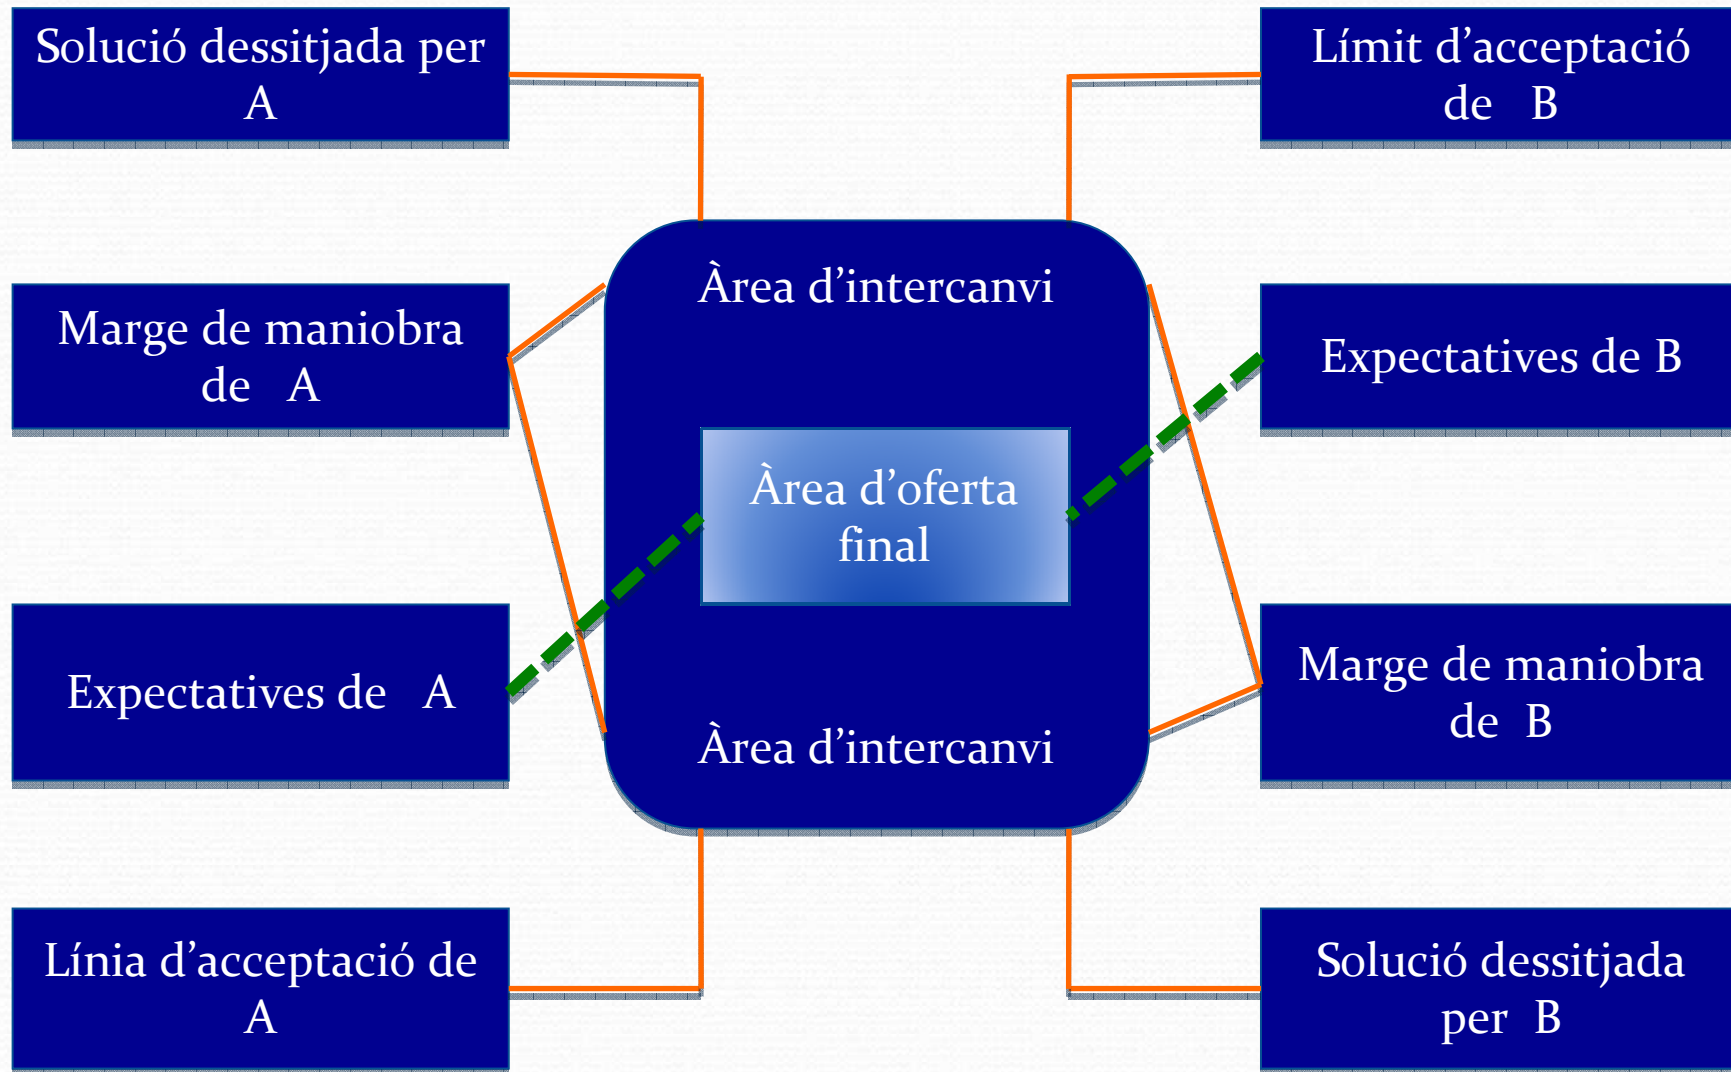 Solució dessitjada per
A
Marge de maniobra
de A
Expectatives de A
Línia d’acceptació de
A
Àrea d’intercanvi
Àrea d’oferta
final
Àrea d’intercanvi
Límit d’acceptació
de B
Expectatives de B
Marge de maniobra
de B
Solució dessitjada
per B